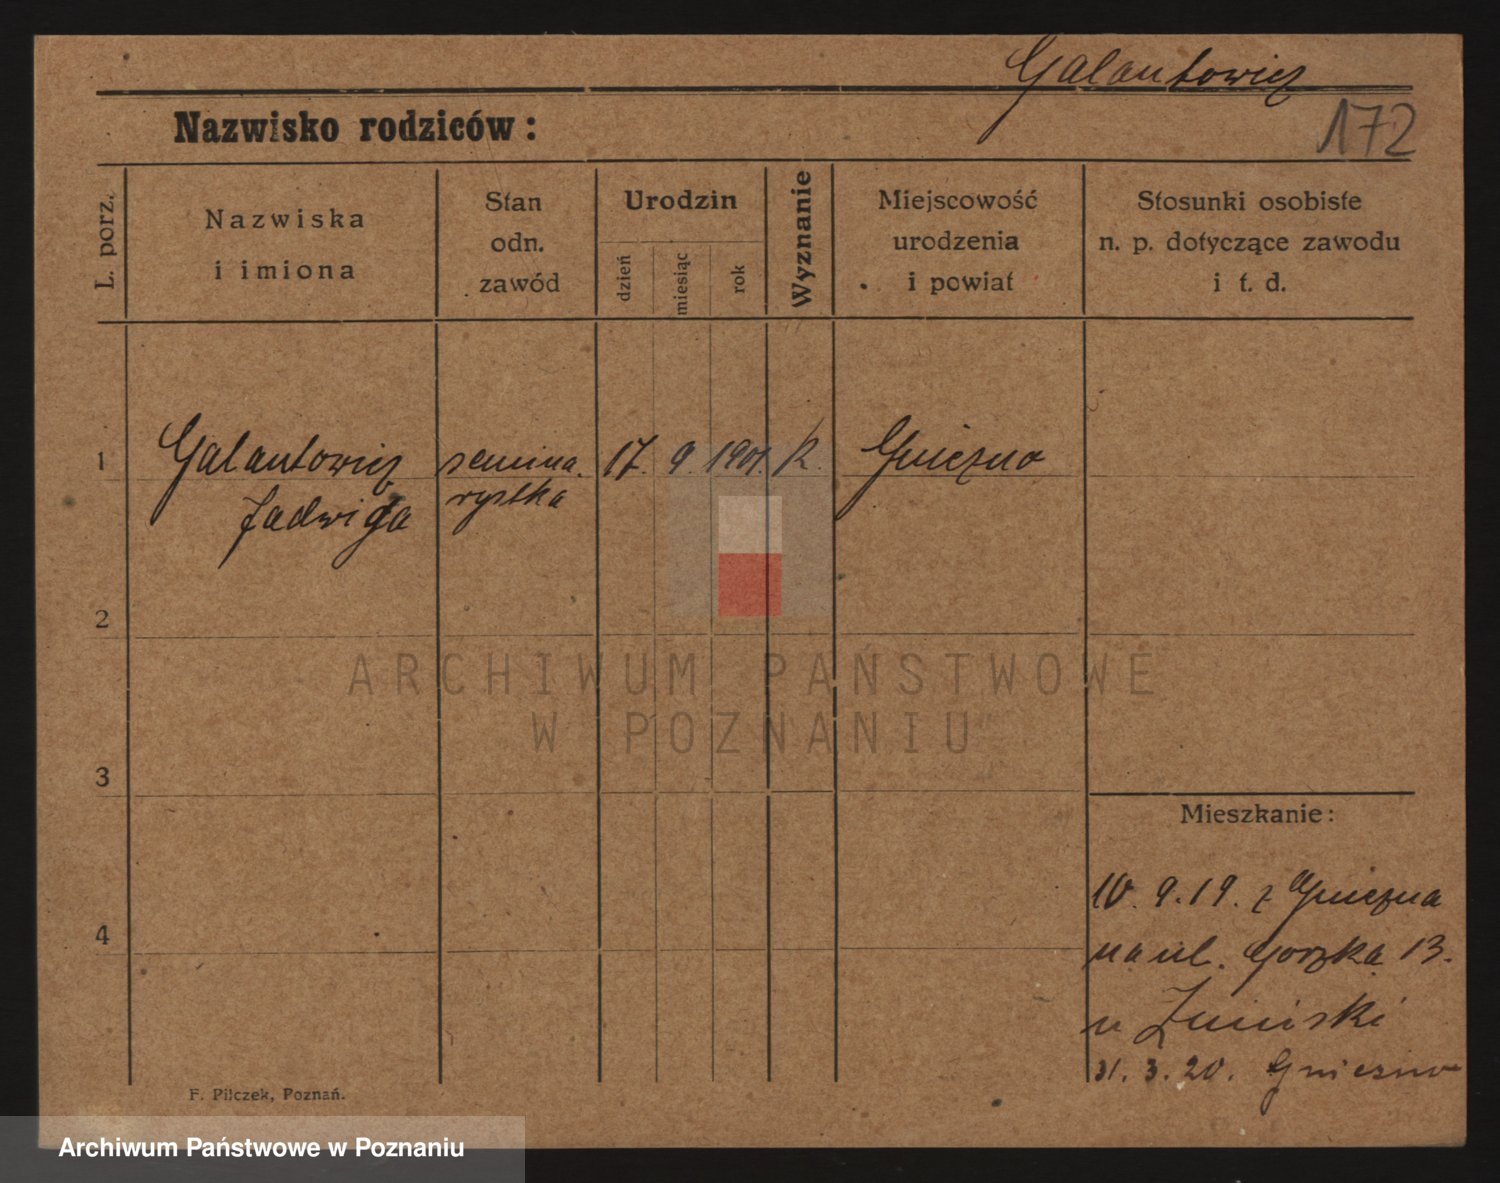 Galantowicz
172
Nazwisko rodziców:
L. porz.
Nazwiska
i imiona
Stan
odn.
zawód
Urodzin
dzień
miesiąc
rok
Wyznanie
Miejscowość
urodzenia
i powiat
Stosunki osobiste
n. p. dotyczące zawodu
i t. d.
1 Galantowicz semina. 17. 9. 1901. k. Gniezno
Jadwiga rystka
2
ARCHIWUM PAŃSTWOWE
W POZNANIU
3
Mieszkanie:
10. 9. 19. z Gniezna
4
na ul. Gorzka 13.
u
31. 3. 20. Gniezno
F. Pilczek, Poznań.
Archiwum Państwowe w Poznaniu